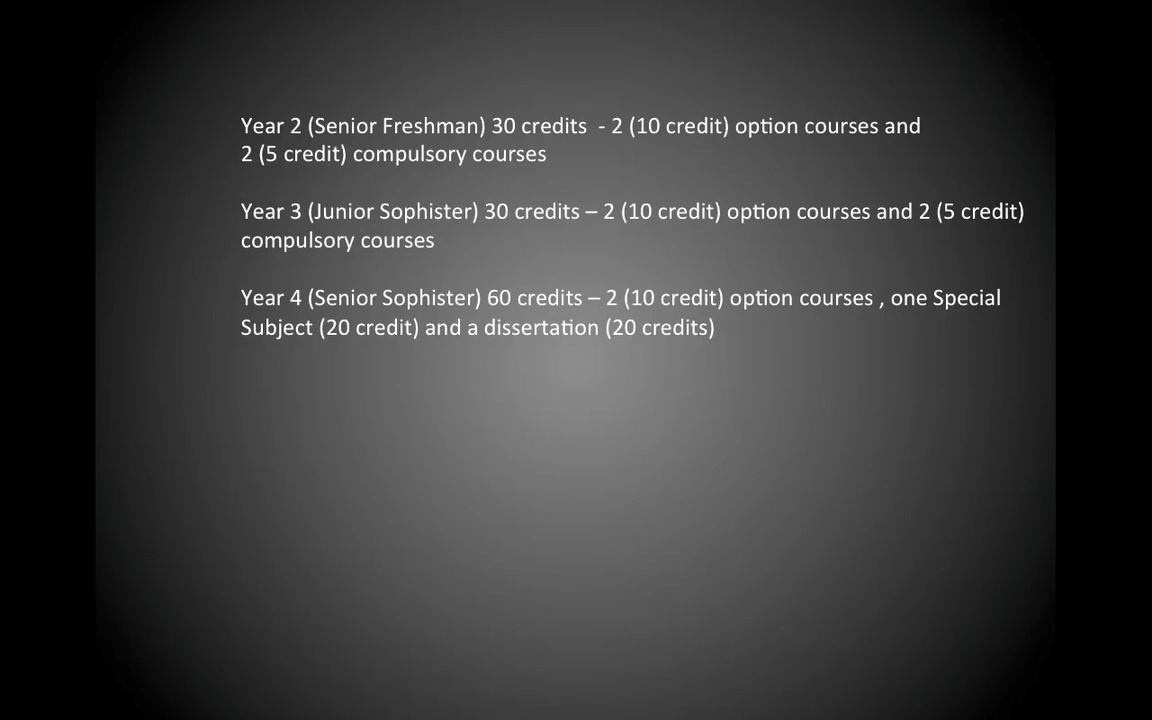 Year 2 (Senior Freshman) 30 credits  - 2 (10 credit) option courses and
2 (5 credit) compulsory courses
Year 3 (Junior Sophister) 30 credits – 2 (10 credit) option courses and 2 (5 credit)
compulsory courses
Year 4 (Senior Sophister) 60 credits – 2 (10 credit) option courses , one Special
Subject (20 credit) and a dissertation (20 credits)